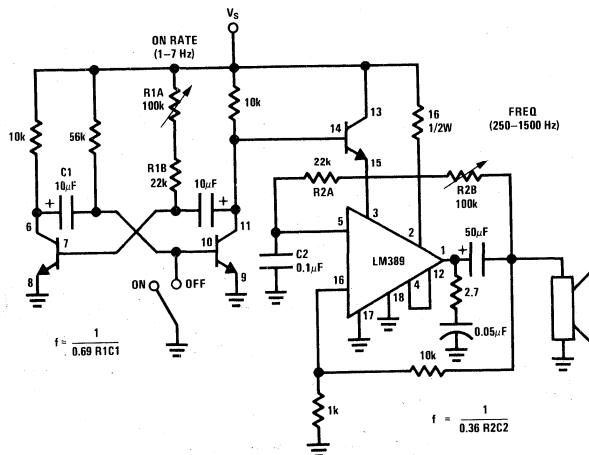 VS
ON RATE
(1–7 Hz)
R1A
100k
10k
13
16
1/2W
FREQ
(250–1500 Hz)
10k
56k
14
15
R1B
22k
22k
R2A
R2B
100k
C1
10μF
+
10μF
+
6
7
8
11
10
9
5
3
2
1
50μF
+
C2
0.1μF
LM389
12
4
18
16
17
2.7
0.05μF
ON
OFF
f = 1 / 0.69 R1C1
10k
1k
f = 1 / 0.36 R2C2